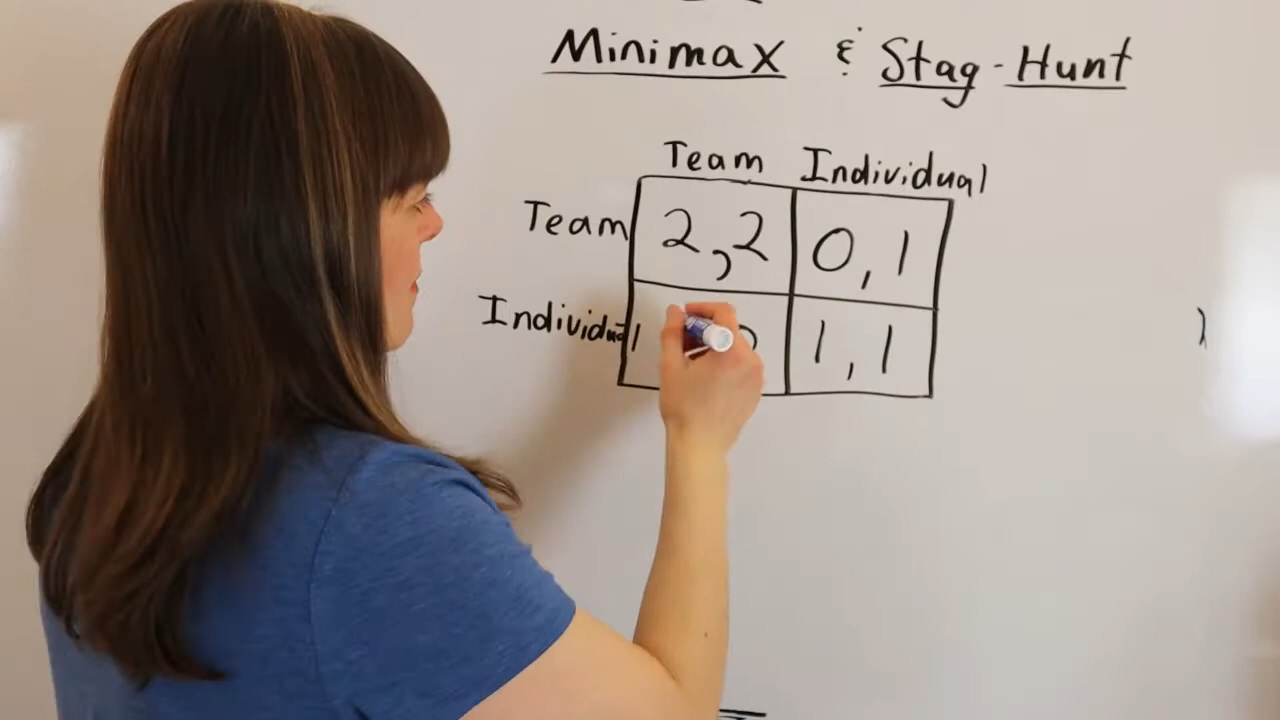 Minimax & Stag-Hunt
Team Individual
Team 2,2 0,1
Individual 1,1